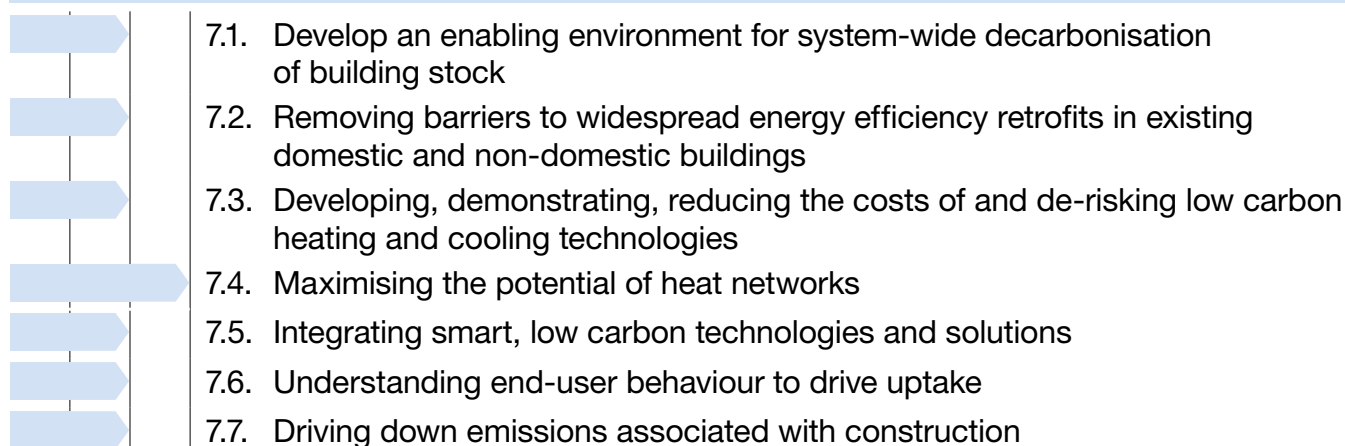 7.1. Develop an enabling environment for system-wide decarbonisation
of building stock
7.2. Removing barriers to widespread energy efficiency retrofits in existing
domestic and non-domestic buildings
7.3. Developing, demonstrating, reducing the costs of and de-risking low carbon
heating and cooling technologies
7.4. Maximising the potential of heat networks
7.5. Integrating smart, low carbon technologies and solutions
7.6. Understanding end-user behaviour to drive uptake
7.7. Driving down emissions associated with construction